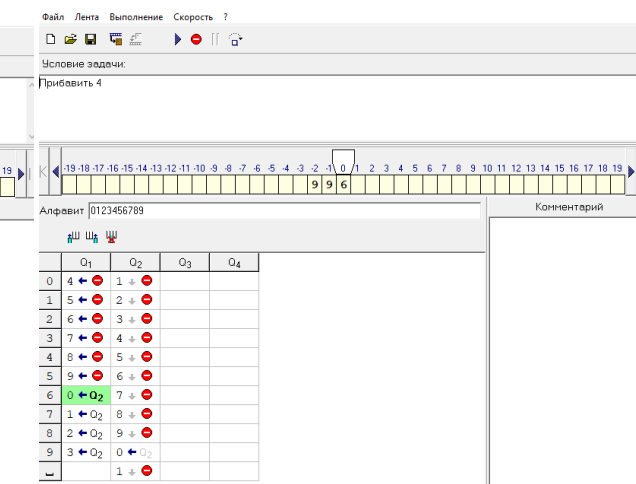 Файл Лента Выполнение Скорость ?
Условие задачи:
Прибавить 4
19 -19 -18 -17 -16 -15 -14 -13 -12 -11 -10 -9 -8 -7 -6 -5 -4 -3 -2 -1 0 1 2 3 4 5 6 7 8 9 10 11 12 13 14 15 16 17 18 19
9 9 6
Алфавит 0123456789
Комментарий
Q1 Q2 Q3 Q4
0 4 ← 1 ↓
1 5 ← 2 ↓
2 6 ← 3 ↓
3 7 ← 4 ↓
4 8 ← 5 ↓
5 9 ← 6 ↓
6 0 ← Q2 7 ↓
7 1 ← Q2 8 ↓
8 2 ← Q2 9 ↓
9 3 ← Q2 0 ← Q2
1 ↓